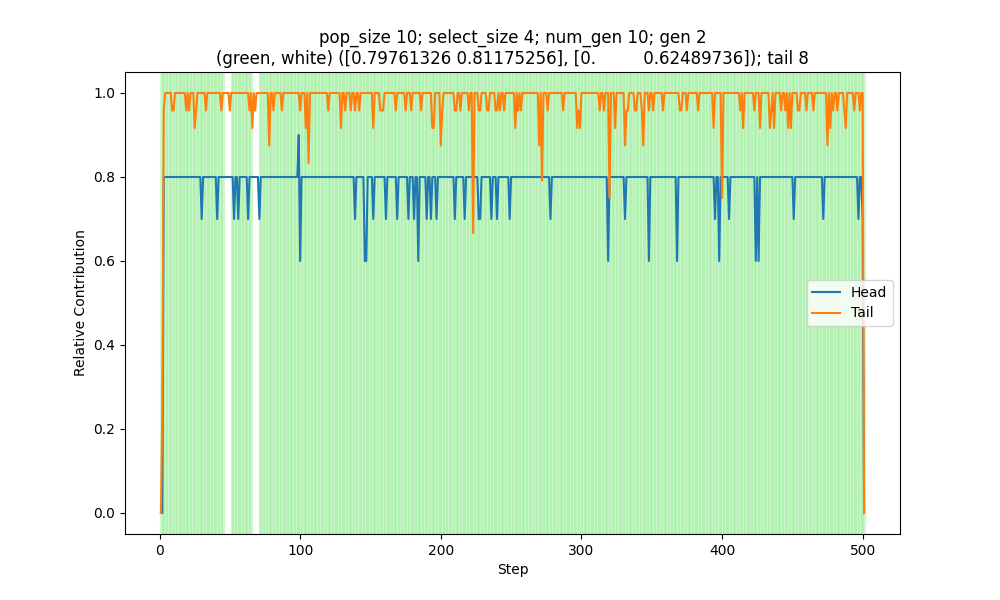 pop_size 10; select_size 4; num_gen 10; gen 2
(green, white) ([0.79761326 0.81175256], [0.         0.62489736]); tail 8
1.0
0.8
0.6
0.4
0.2
0.0
Relative Contribution
Head
Tail
0 100 200 300 400 500
Step